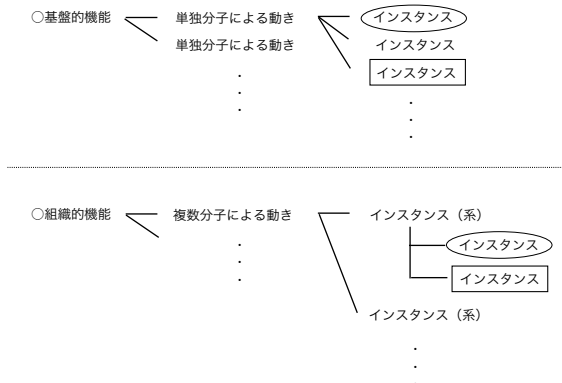 ○基盤的機能 単独分子による動き インスタンス
単独分子による動き インスタンス
インスタンス
○組織的機能 複数分子による動き インスタンス（系）
インスタンス
インスタンス
インスタンス（系）